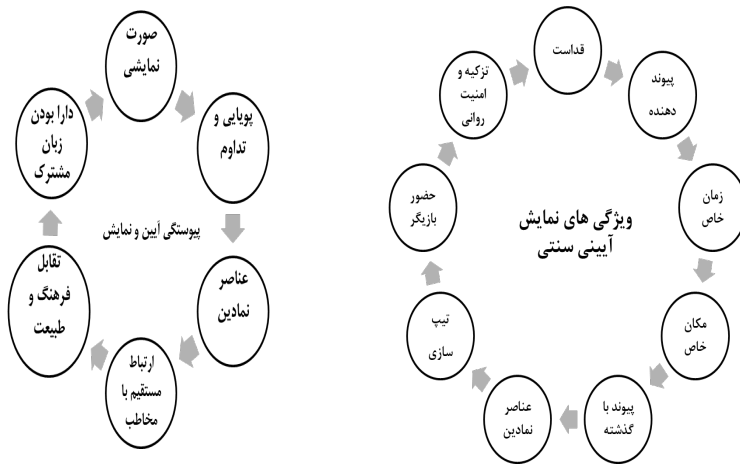 صورت
نمایشی
پویایی و
تداوم
عناصر
نمادین
ارتباط
مستقیم با
مخاطب
تقابل
فرهنگ و
طبیعت
دارا بودن
زبان
مشترک
پیوستگی آیین و نمایش
قداست
پیوند
دهنده
زمان
خاص
مکان
خاص
پیوند با
گذشته
عناصر
نمادین
تیپ
سازی
حضور
بازیگر
تزکیه و
امنیت
روانی
ویژگی های نمایش
آیینی سنتی